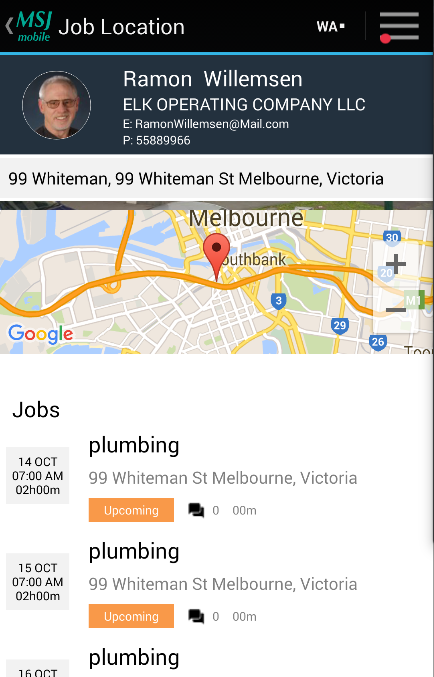 MSJ mobile Job Location WA
Ramon Willemsen
ELK OPERATING COMPANY LLC
E: RamonWillemsen@Mail.com
P: 55889966
99 Whiteman, 99 Whiteman St Melbourne, Victoria
Melbourne
30
outhbank
+
20
3
M1
−
29
Google
26
Too
Jobs
plumbing
14 OCT
07:00 AM
02h00m
99 Whiteman St Melbourne, Victoria
Upcoming 0 00m
plumbing
15 OCT
07:00 AM
02h00m
99 Whiteman St Melbourne, Victoria
Upcoming 0 00m
plumbing
16 OCT